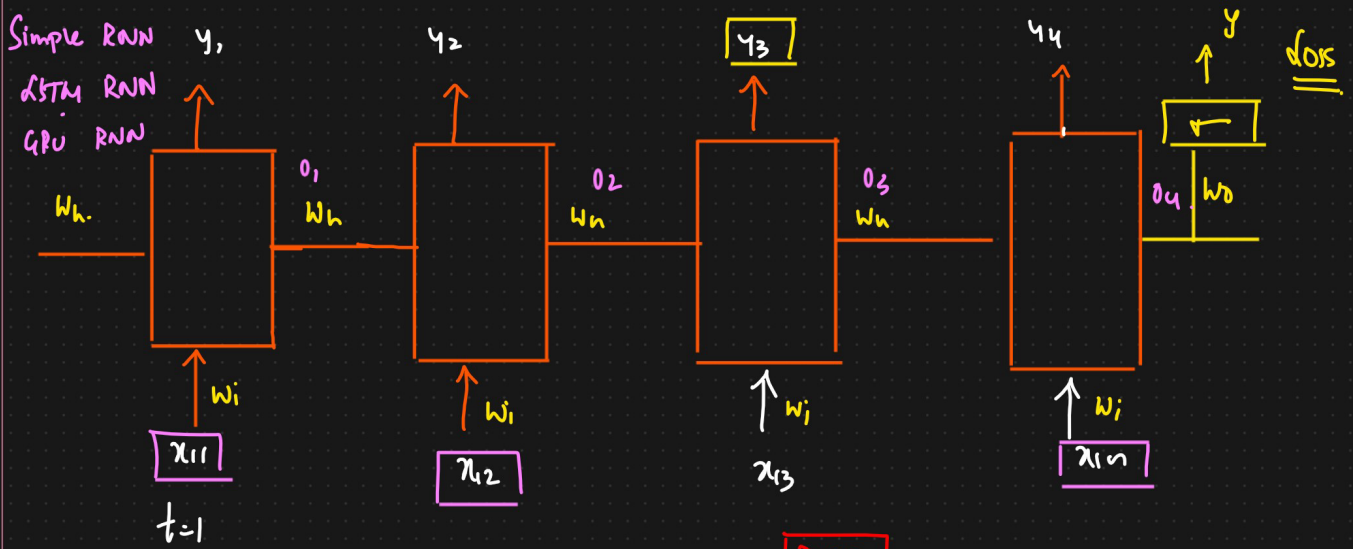 Simple RNN
LSTM RNN
GRU RNN
y1
y2
y3
y4
y
Loss
σ
Wh.
O1
Wh
O2
Wh
O3
Wh
O4
Wo
Wi
Wi
Wi
Wi
x11
x12
x13
x1n
t=1